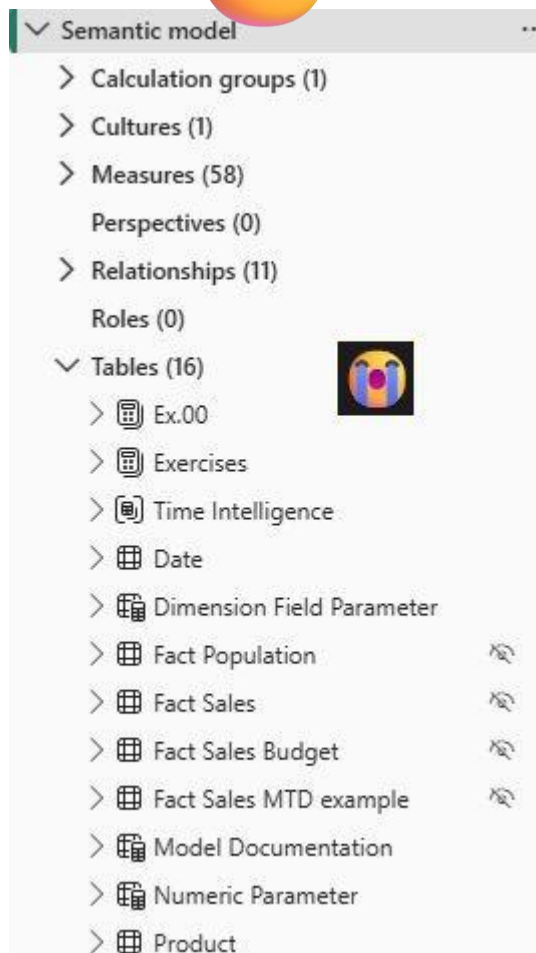 Semantic model
Calculation groups (1)
Cultures (1)
Measures (58)
Perspectives (0)
Relationships (11)
Roles (0)
Tables (16)
Ex.00
Exercises
Time Intelligence
Date
Dimension Field Parameter
Fact Population
Fact Sales
Fact Sales Budget
Fact Sales MTD example
Model Documentation
Numeric Parameter
Product